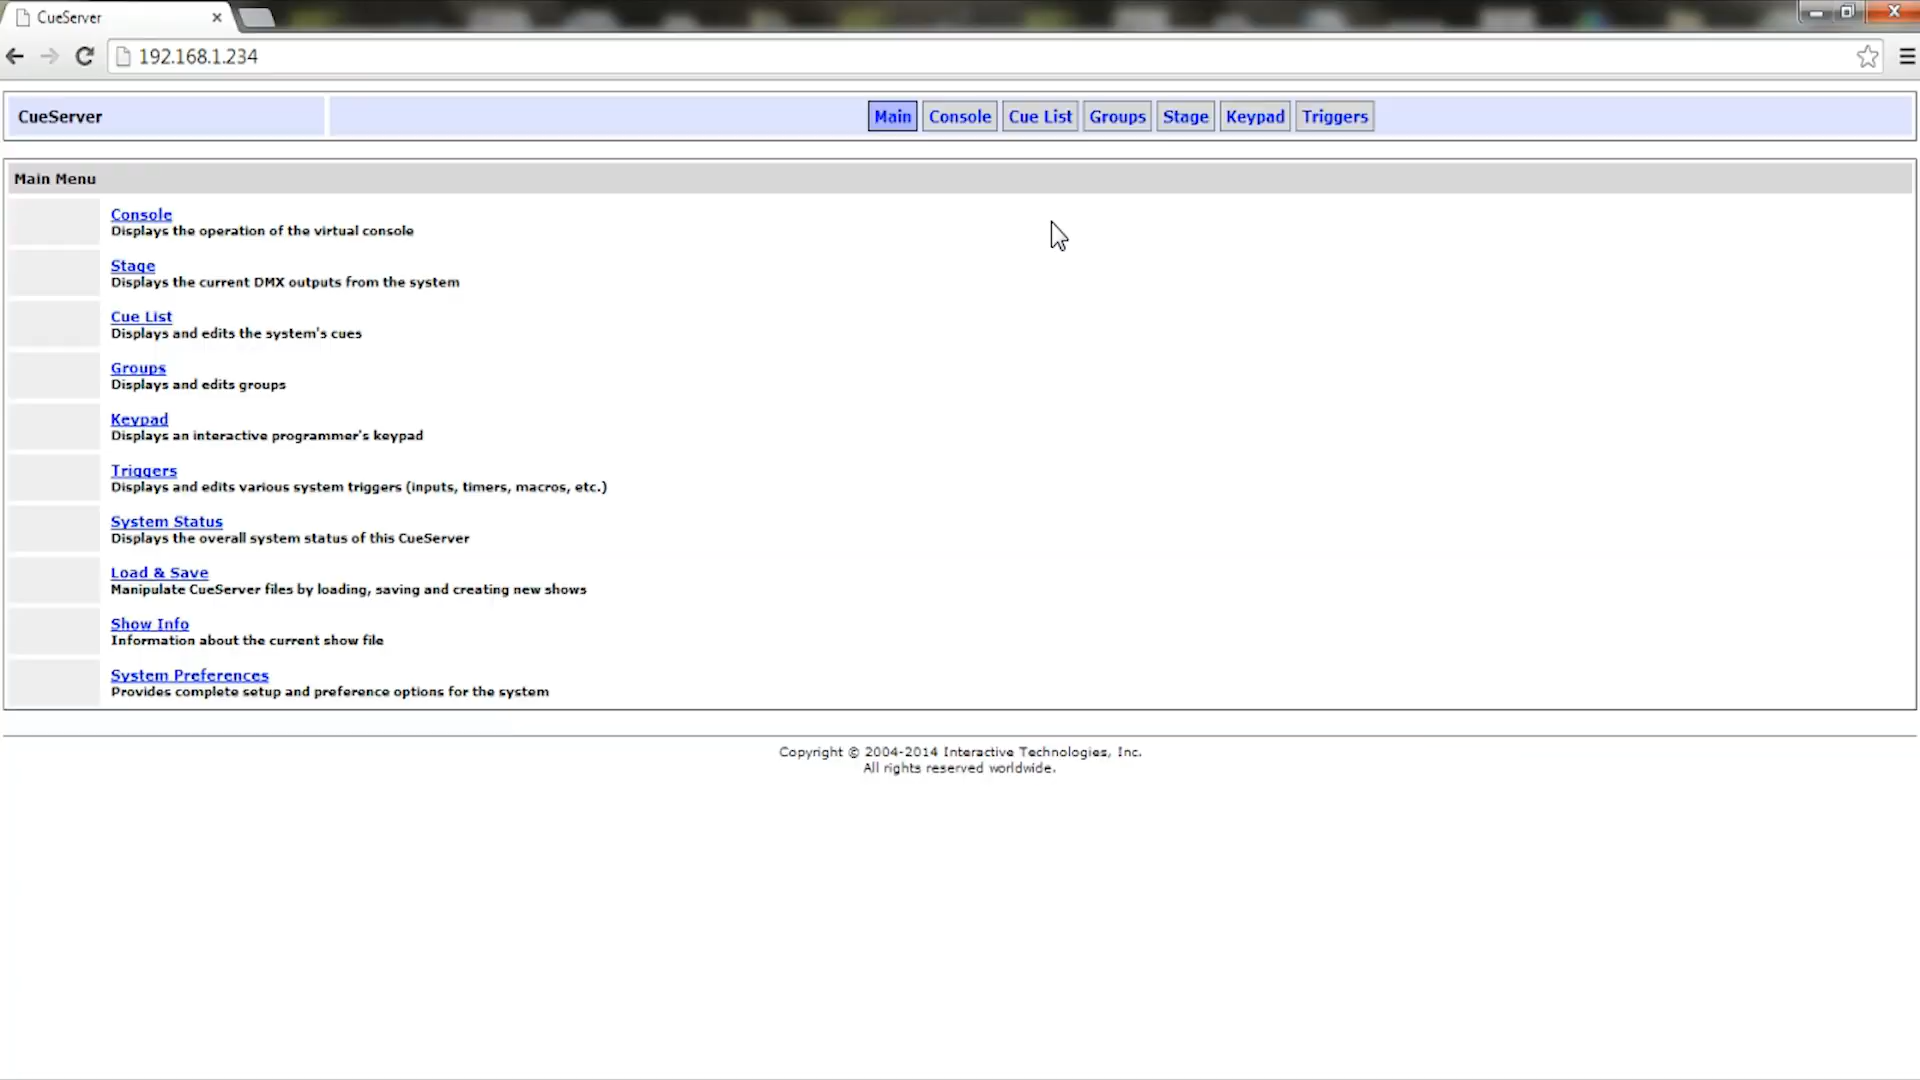 CueServer
192.168.1.234
CueServer
Main Console Cue List Groups Stage Keypad Triggers
Main Menu
Console
Displays the operation of the virtual console
Stage
Displays the current DMX outputs from the system
Cue List
Displays and edits the system's cues
Groups
Displays and edits groups
Keypad
Displays an interactive programmer's keypad
Triggers
Displays and edits various system triggers (inputs, timers, macros, etc.)
System Status
Displays the overall system status of this CueServer
Load & Save
Manipulate CueServer files by loading, saving and creating new shows
Show Info
Information about the current show file
System Preferences
Provides complete setup and preference options for the system
Copyright © 2004-2014 Interactive Technologies, Inc.
All rights reserved worldwide.